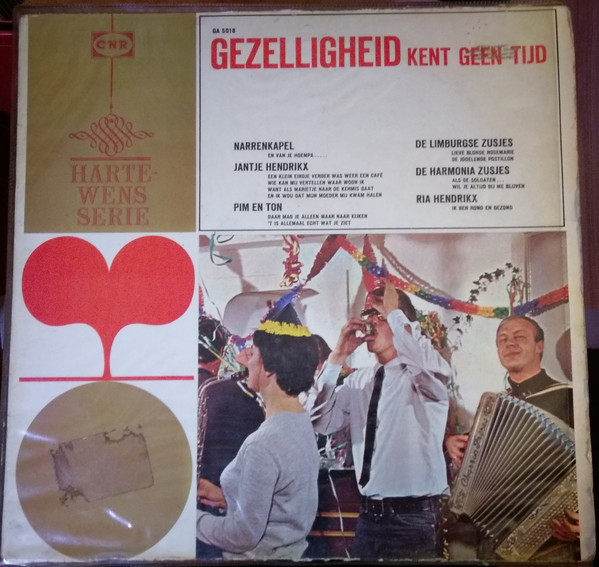 CNR
HARTE-
WENS
SERIE
GA 5018
GEZELLIGHEID KENT GEEN TIJD
NARRENKAPEL
EN VAN JE HOEMPA.....
JANTJE HENDRIKX
EEN KLEIN EINDJE VERDER WAS WEER EEN CAFÉ
WIE KAN MIJ VERTELLEN WAAR WOON IK
WANT ALS MARIETJE NAAR DE KERMIS GAAT
EN IK WOU DAT MIJN MOEDER MIJ KWAM HALEN
PIM EN TON
DAAR MAG JE ALLEEN MAAR NAAR KIJKEN
'T IS ALLEMAAL ECHT WAT JE ZIET
DE LIMBURGSE ZUSJES
LIEVE BLONDE ROSEMARIE
DE JODELENDE POSTILLON
DE HARMONIA ZUSJES
ALS DE SOLDATEN...
WIL JE ALTIJD BIJ ME BLIJVEN
RIA HENDRIKX
IK BEN ROND EN GEZOND